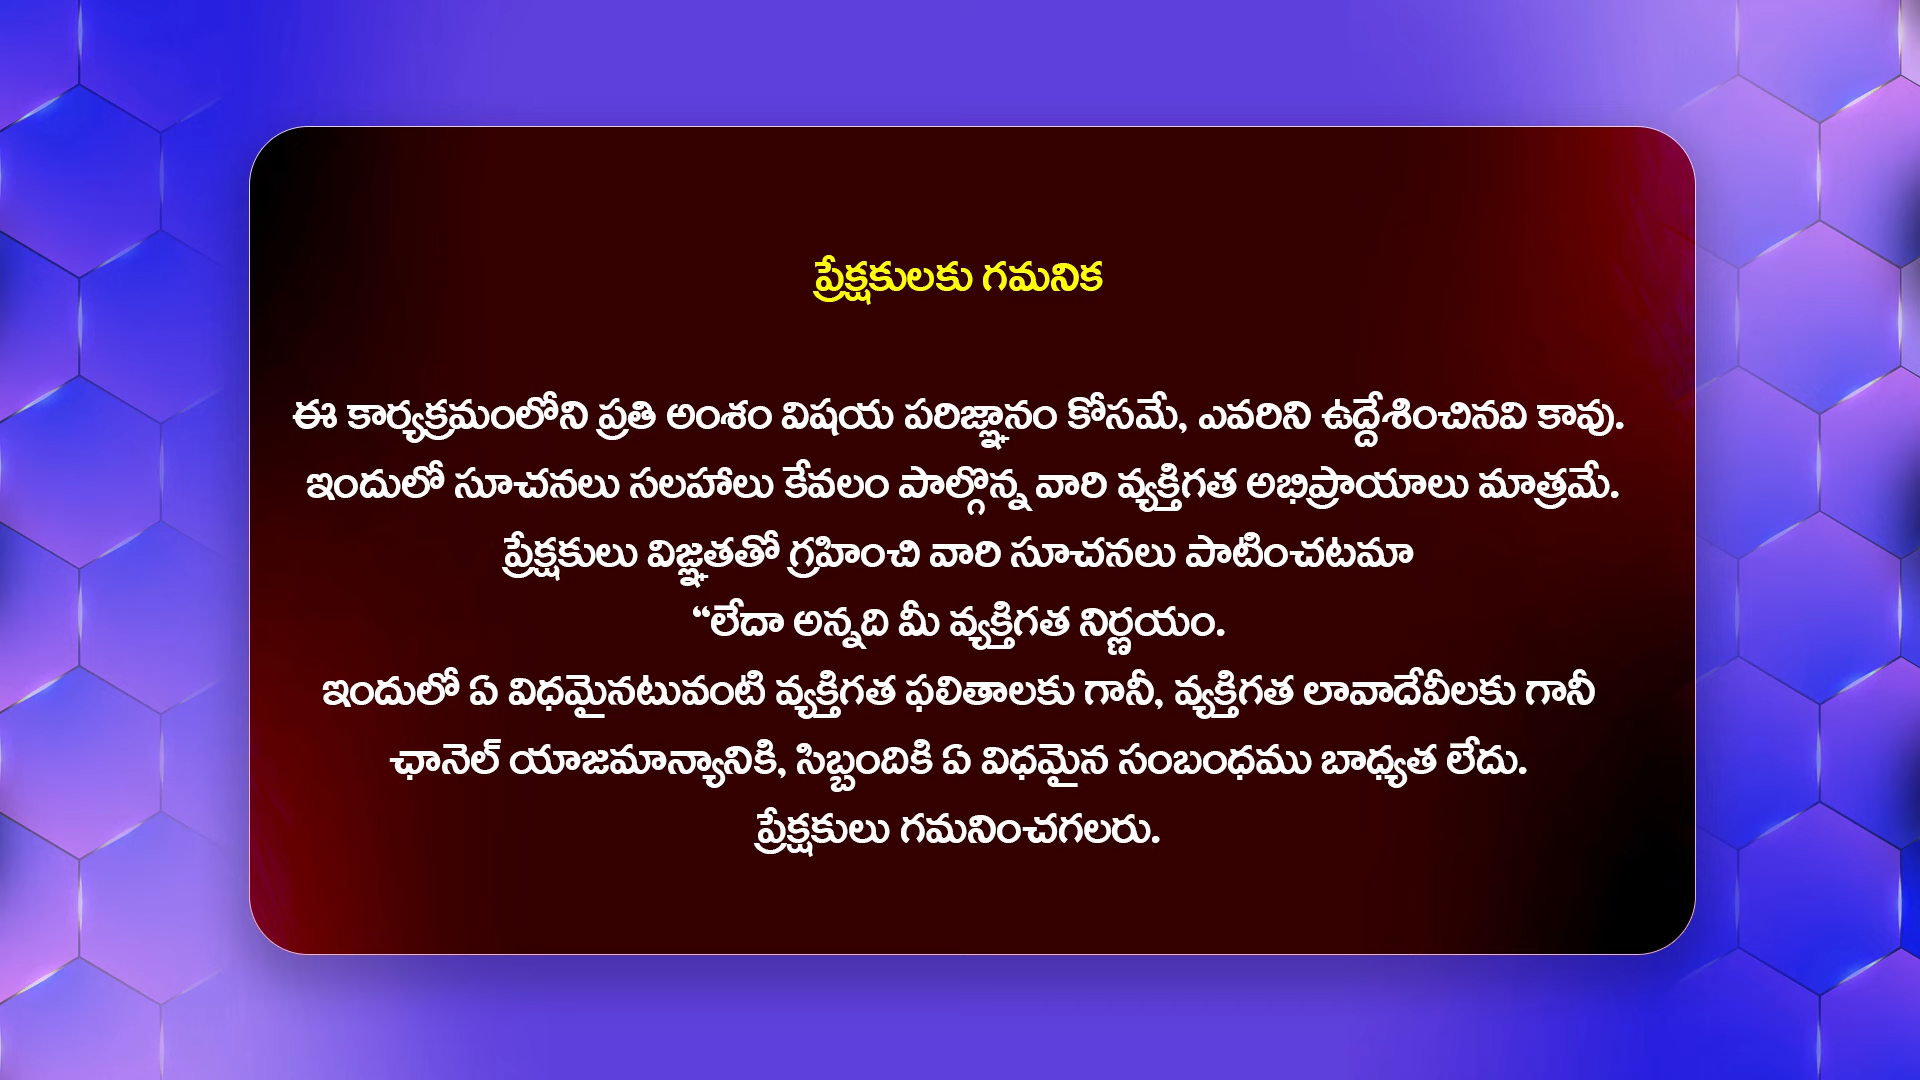 ప్రేక్షకులకు గమనిక
ఈ కార్యక్రమంలోని ప్రతి అంశం విషయ పరిజ్ఞానం కోసమే, ఎవరిని ఉద్దేశించినవి కావు.
ఇందులో సూచనలు సలహాలు కేవలం పాల్గొన్న వారి వ్యక్తిగత అభిప్రాయాలు మాత్రమే.
ప్రేక్షకులు విజ్ఞతతో గ్రహించి వారి సూచనలు పాటించటమా
“లేదా అన్నది మీ వ్యక్తిగత నిర్ణయం.
ఇందులో ఏ విధమైనటువంటి వ్యక్తిగత ఫలితాలకు గానీ, వ్యక్తిగత లావాదేవీలకు గానీ
ఛానెల్ యాజమాన్యానికి, సిబ్బందికి ఏ విధమైన సంబంధము బాధ్యత లేదు.
ప్రేక్షకులు గమనించగలరు.